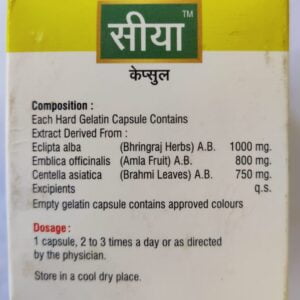 सीया TM
केप्सुल
Composition :
Each Hard Gelatin Capsule Contains
Extract Derived From :
Eclipta alba (Bhringraj Herbs) A.B. 1000 mg.
Emblica officinalis (Amla Fruit) A.B. 800 mg.
Centella asiatica (Brahmi Leaves) A.B. 750 mg.
Excipients q.s.
Empty gelatin capsule contains approved colours
Dosage :
1 capsule, 2 to 3 times a day or as directed
by the physician.
Store in a cool dry place.